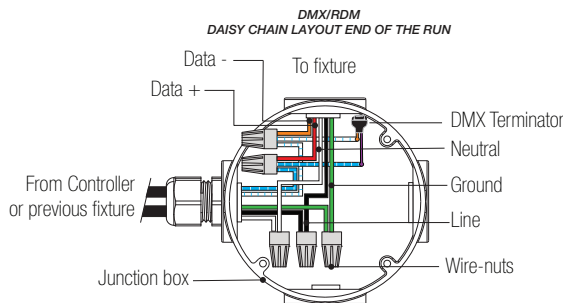 DMX/RDM
DAISY CHAIN LAYOUT END OF THE RUN
Data -
To fixture
Data +
DMX Terminator
Neutral
From Controller
or previous fixture
Ground
Line
Wire-nuts
Junction box